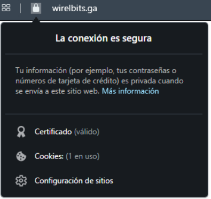 wirelbits.ga
La conexión es segura
Tu información (por ejemplo, tus contraseñas o
números de tarjeta de crédito) es privada cuando
se envía a este sitio web. Más información
Certificado (válido)
Cookies: (1 en uso)
Configuración de sitios